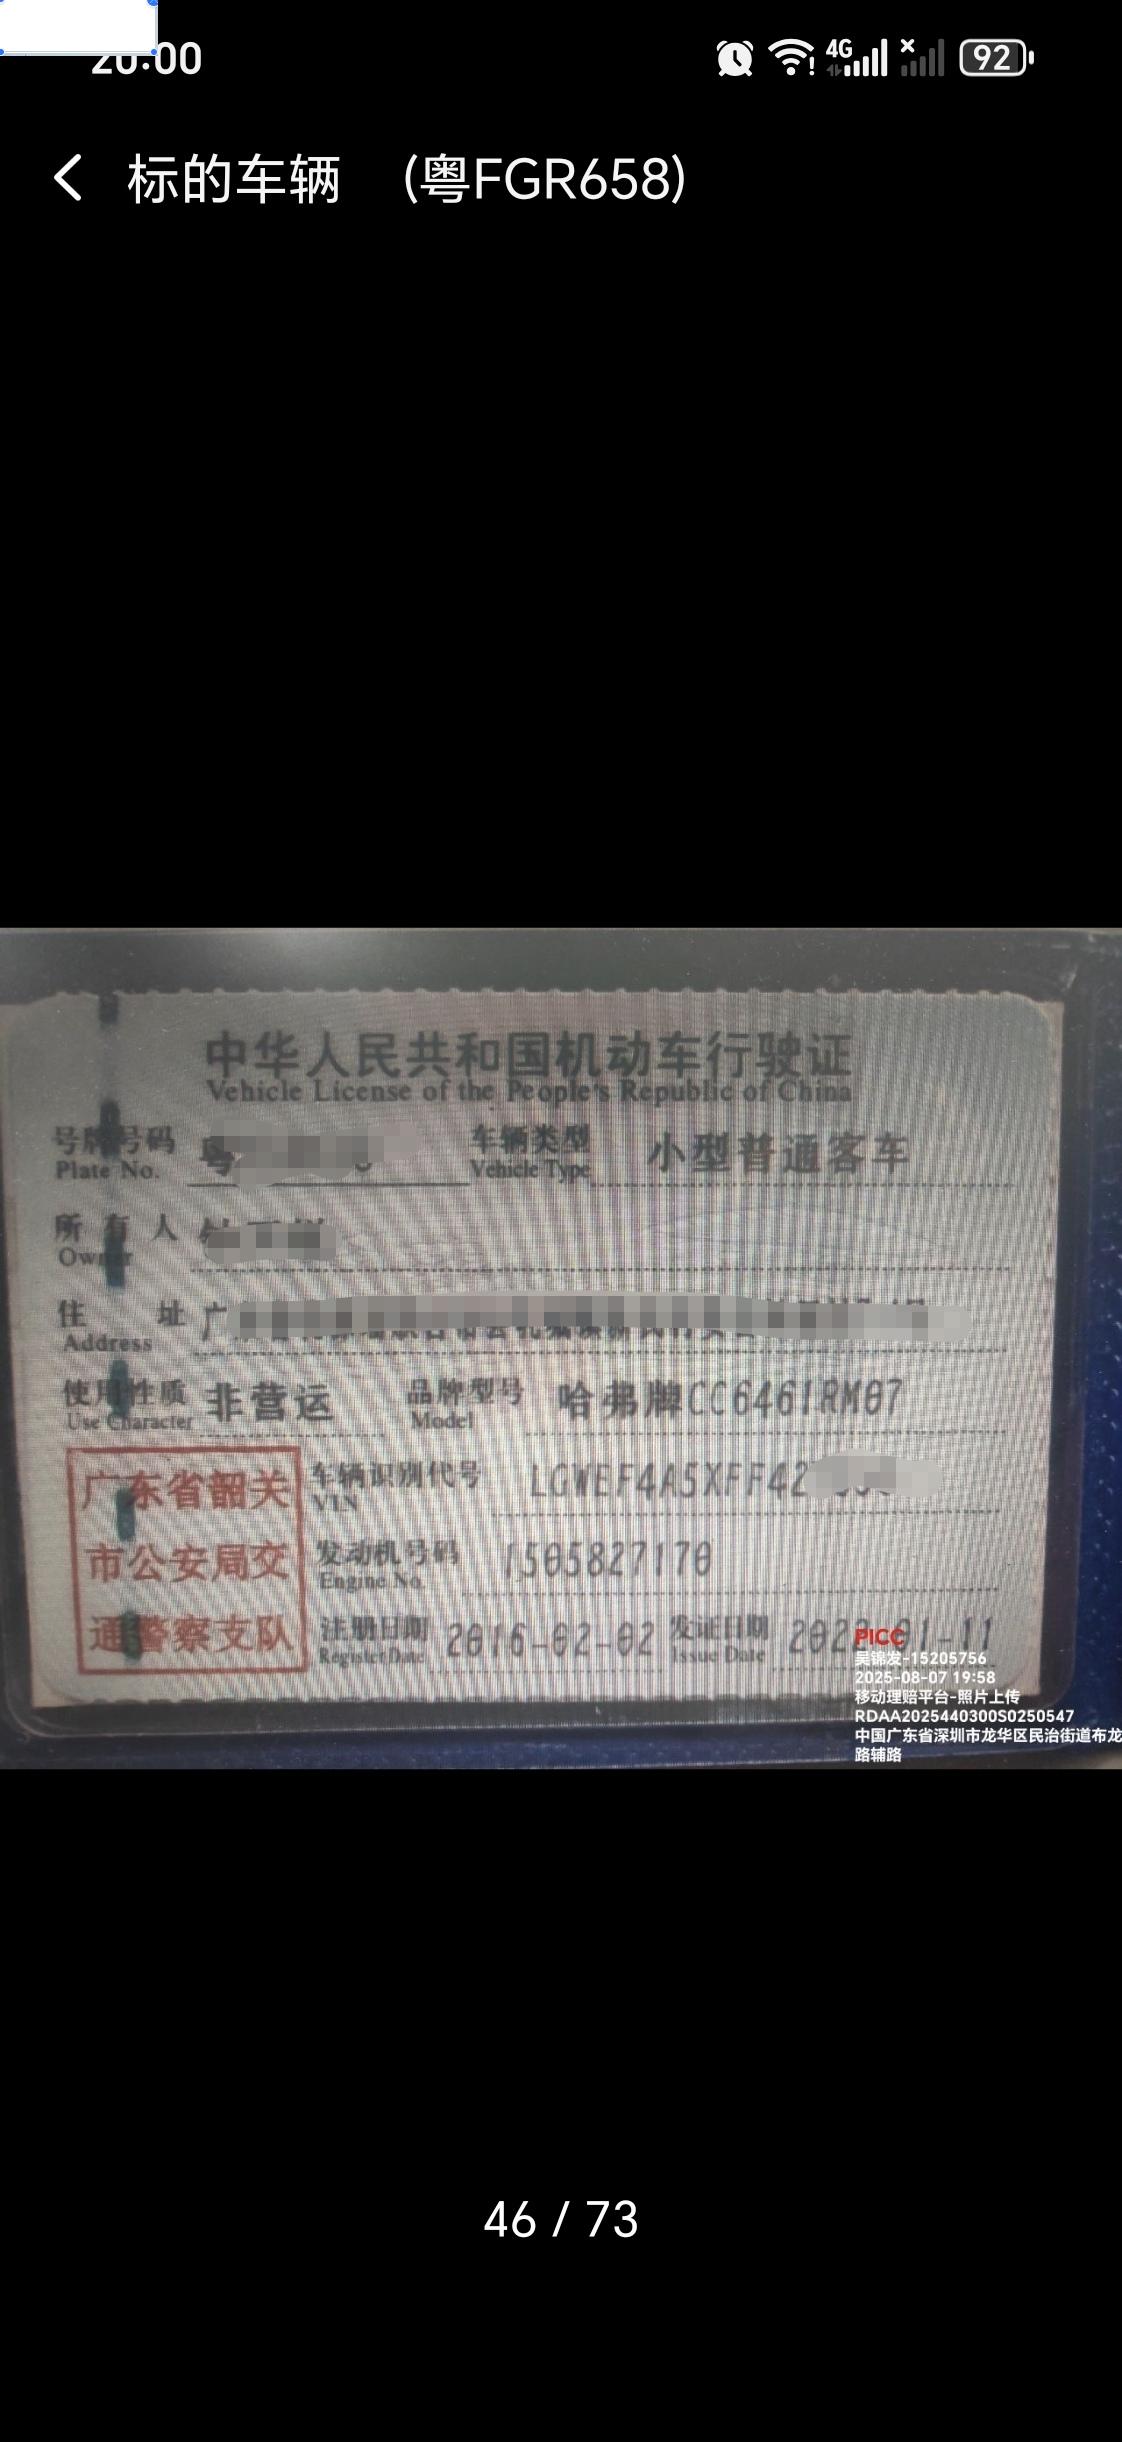 20:00
4G
92
标的车辆 (粤FGR658)
中华人民共和国机动车行驶证
Vehicle License of the People's Republic of China
号牌号码 粤 车辆类型 小型普通客车
Plate No. Vehicle Type
所有人
Owner
住址 广
Address
使用性质 非营运 品牌型号 哈弗牌CC6461RM07
Use Character Model
广东省韶关 车辆识别代号 LGWEF4A5XFF42
VIN
市公安局交 发动机号码 1505827170
Engine No.
通警察支队 注册日期 2016-02-02 发证日期 2022-01-11
Register Date Issue Date
PICC
吴锦发-15205756
2025-08-07 19:58
移动理赔平台-照片上传
RDAA2025440300S0250547
中国广东省深圳市龙华区民治街道布龙
路辅路
46 / 73